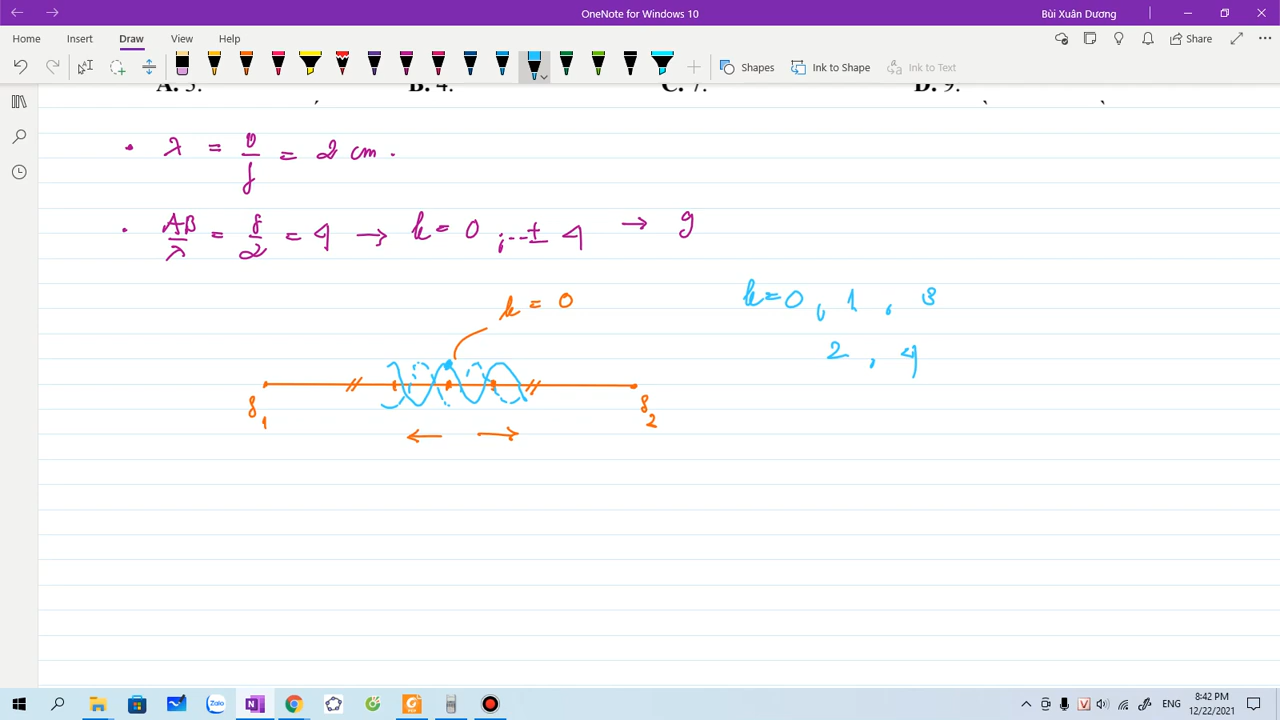 OneNote for Windows 10
Bùi Xuân Dương
Home Insert Draw View Help
Share
Shapes Ink to Shape Ink to Text
B. 4.
C. 7.
D. 9.
• λ = v/f = 2 cm.
• AB/λ = 8/2 = 4 → k = 0, ...± 4 → 9
k = 0
k = 0, 1, 3
2, 4
S1
S2
8:42 PM
ENG
12/22/2021